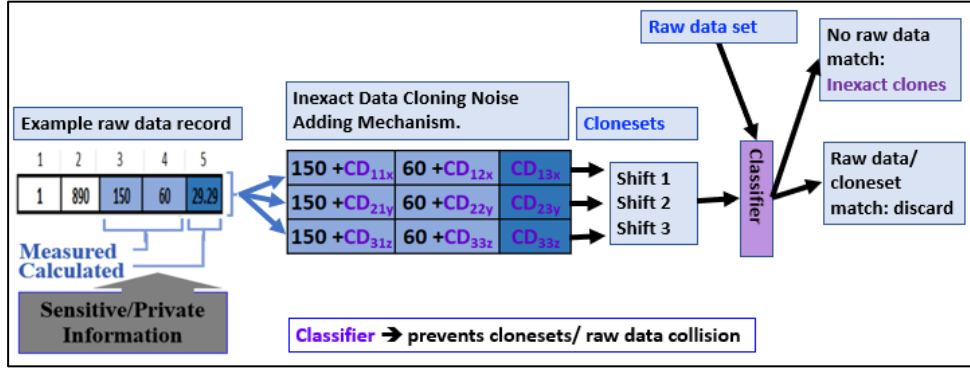 Raw data set
No raw data
match:
Inexact clones
Example raw data record
Inexact Data Cloning Noise
Adding Mechanism.
Clonesets
1 2 3 4 5
1 890 150 60 29.29
150 +CD11x 60 +CD12x CD13x
150 +CD21y 60 +CD22y CD23y
150 +CD31z 60 +CD33z CD33z
Shift 1
Shift 2
Shift 3
Classifier
Raw data/
cloneset
match: discard
Measured
Calculated
Sensitive/Private
Information
Classifier ➔ prevents clonesets/ raw data collision